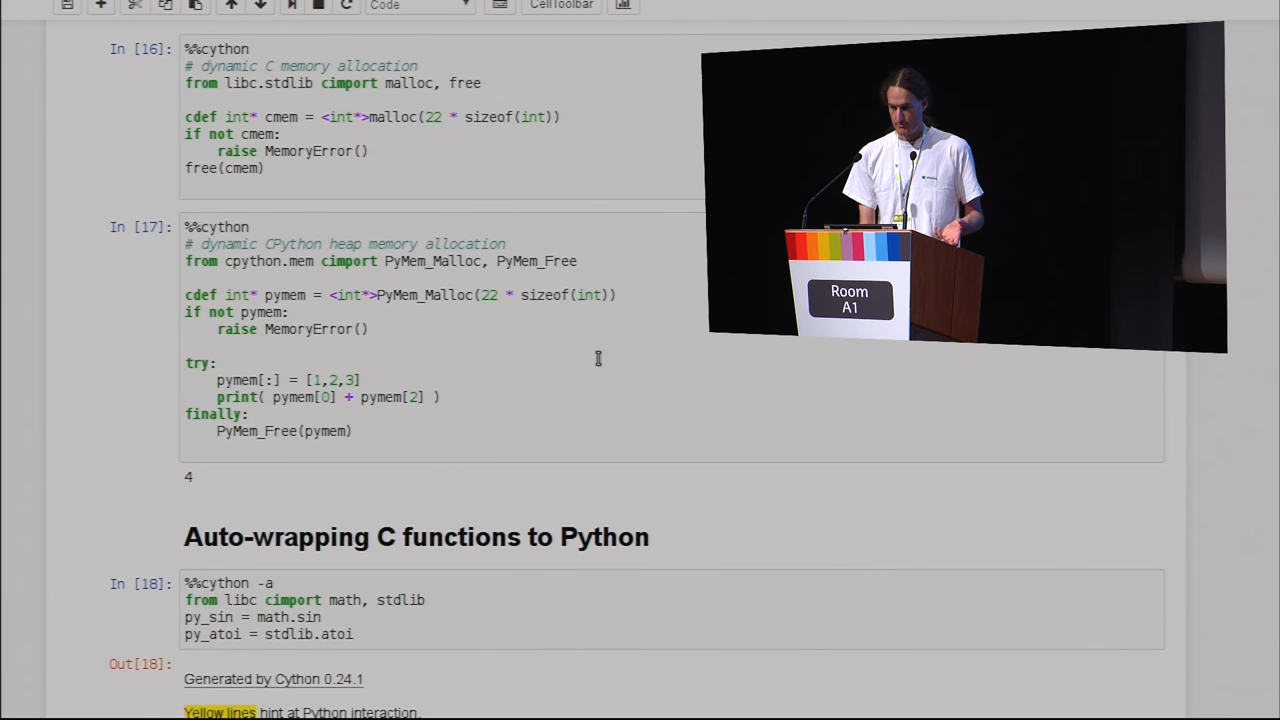 Code
CellToolbar
In [16]:
%%cython
# dynamic C memory allocation
from libc.stdlib cimport malloc, free
cdef int* cmem = <int*>malloc(22 * sizeof(int))
if not cmem:
raise MemoryError()
free(cmem)
In [17]:
%%cython
# dynamic CPython heap memory allocation
from cpython.mem cimport PyMem_Malloc, PyMem_Free
cdef int* pymem = <int*>PyMem_Malloc(22 * sizeof(int))
if not pymem:
raise MemoryError()
try:
pymem[:] = [1,2,3]
print( pymem[0] + pymem[2] )
finally:
PyMem_Free(pymem)
4
Auto-wrapping C functions to Python
In [18]:
%%cython -a
from libc cimport math, stdlib
py_sin = math.sin
py_atoi = stdlib.atoi
Out[18]:
Generated by Cython 0.24.1
Yellow lines hint at Python interaction.
Room
A1